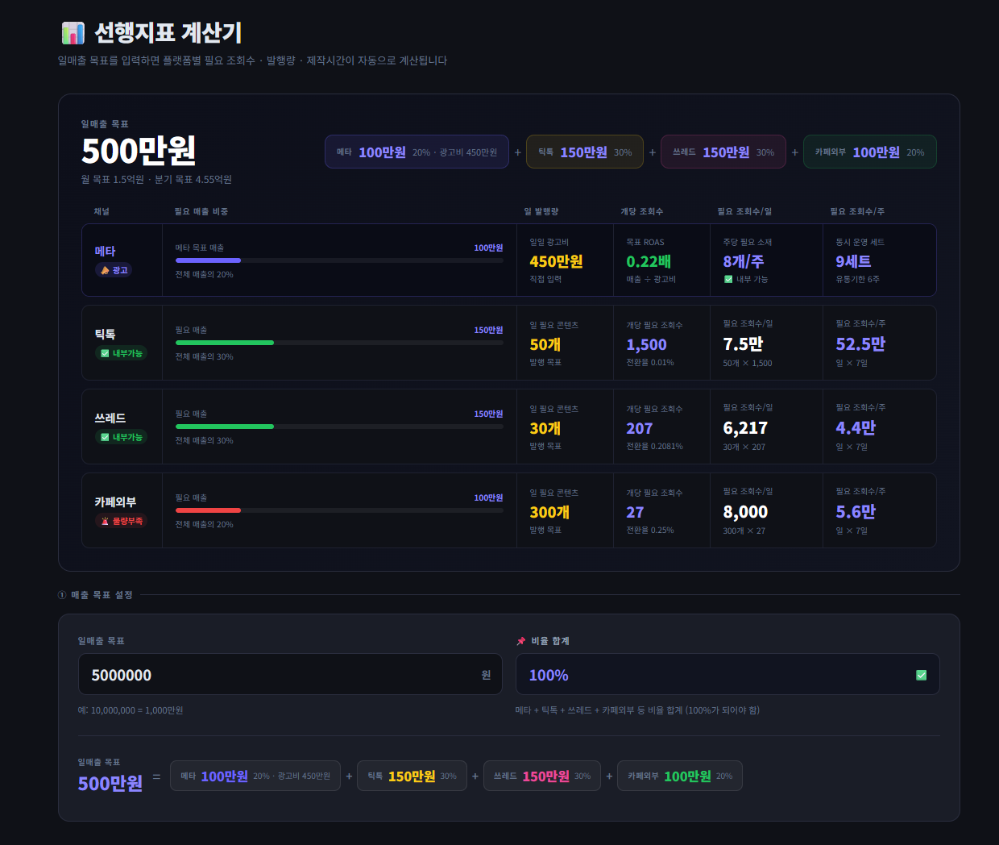 선행지표 계산기
일매출 목표를 입력하면 플랫폼별 필요 조회수 · 발행량 · 제작시간이 자동으로 계산됩니다
일매출 목표
500만원
월 목표 1.5억원 · 분기 목표 4.55억원
메타 100만원 20% · 광고비 450만원 + 틱톡 150만원 30% + 쓰레드 150만원 30% + 카페외부 100만원 20%
채널 필요 매출 비중 일 발행량 개당 조회수 필요 조회수/일 필요 조회수/주
메타
광고
메타 목표 매출 100만원
전체 매출의 20%
일일 광고비
450만원
직접 입력
목표 ROAS
0.22배
매출 ÷ 광고비
주당 필요 소재
8개/주
✅ 내부 가능
동시 운영 세트
9세트
유통기한 6주
틱톡
✅ 내부가능
필요 매출 150만원
전체 매출의 30%
일 필요 콘텐츠
50개
발행 목표
개당 필요 조회수
1,500
전환율 0.01%
필요 조회수/일
7.5만
50개 × 1,500
필요 조회수/주
52.5만
일 × 7일
쓰레드
✅ 내부가능
필요 매출 150만원
전체 매출의 30%
일 필요 콘텐츠
30개
발행 목표
개당 필요 조회수
207
전환율 0.2081%
필요 조회수/일
6,217
30개 × 207
필요 조회수/주
4.4만
일 × 7일
카페외부
물량부족
필요 매출 100만원
전체 매출의 20%
일 필요 콘텐츠
300개
발행 목표
개당 필요 조회수
27
전환율 0.25%
필요 조회수/일
8,000
300개 × 27
필요 조회수/주
5.6만
일 × 7일
① 매출 목표 설정
일매출 목표
5000000 원
예: 10,000,000 = 1,000만원
📌 비율 합계
100% ✅
메타 + 틱톡 + 쓰레드 + 카페외부 등 비율 합계 (100%가 되어야 함)
일매출 목표
500만원 = 메타 100만원 20% · 광고비 450만원 + 틱톡 150만원 30% + 쓰레드 150만원 30% + 카페외부 100만원 20%